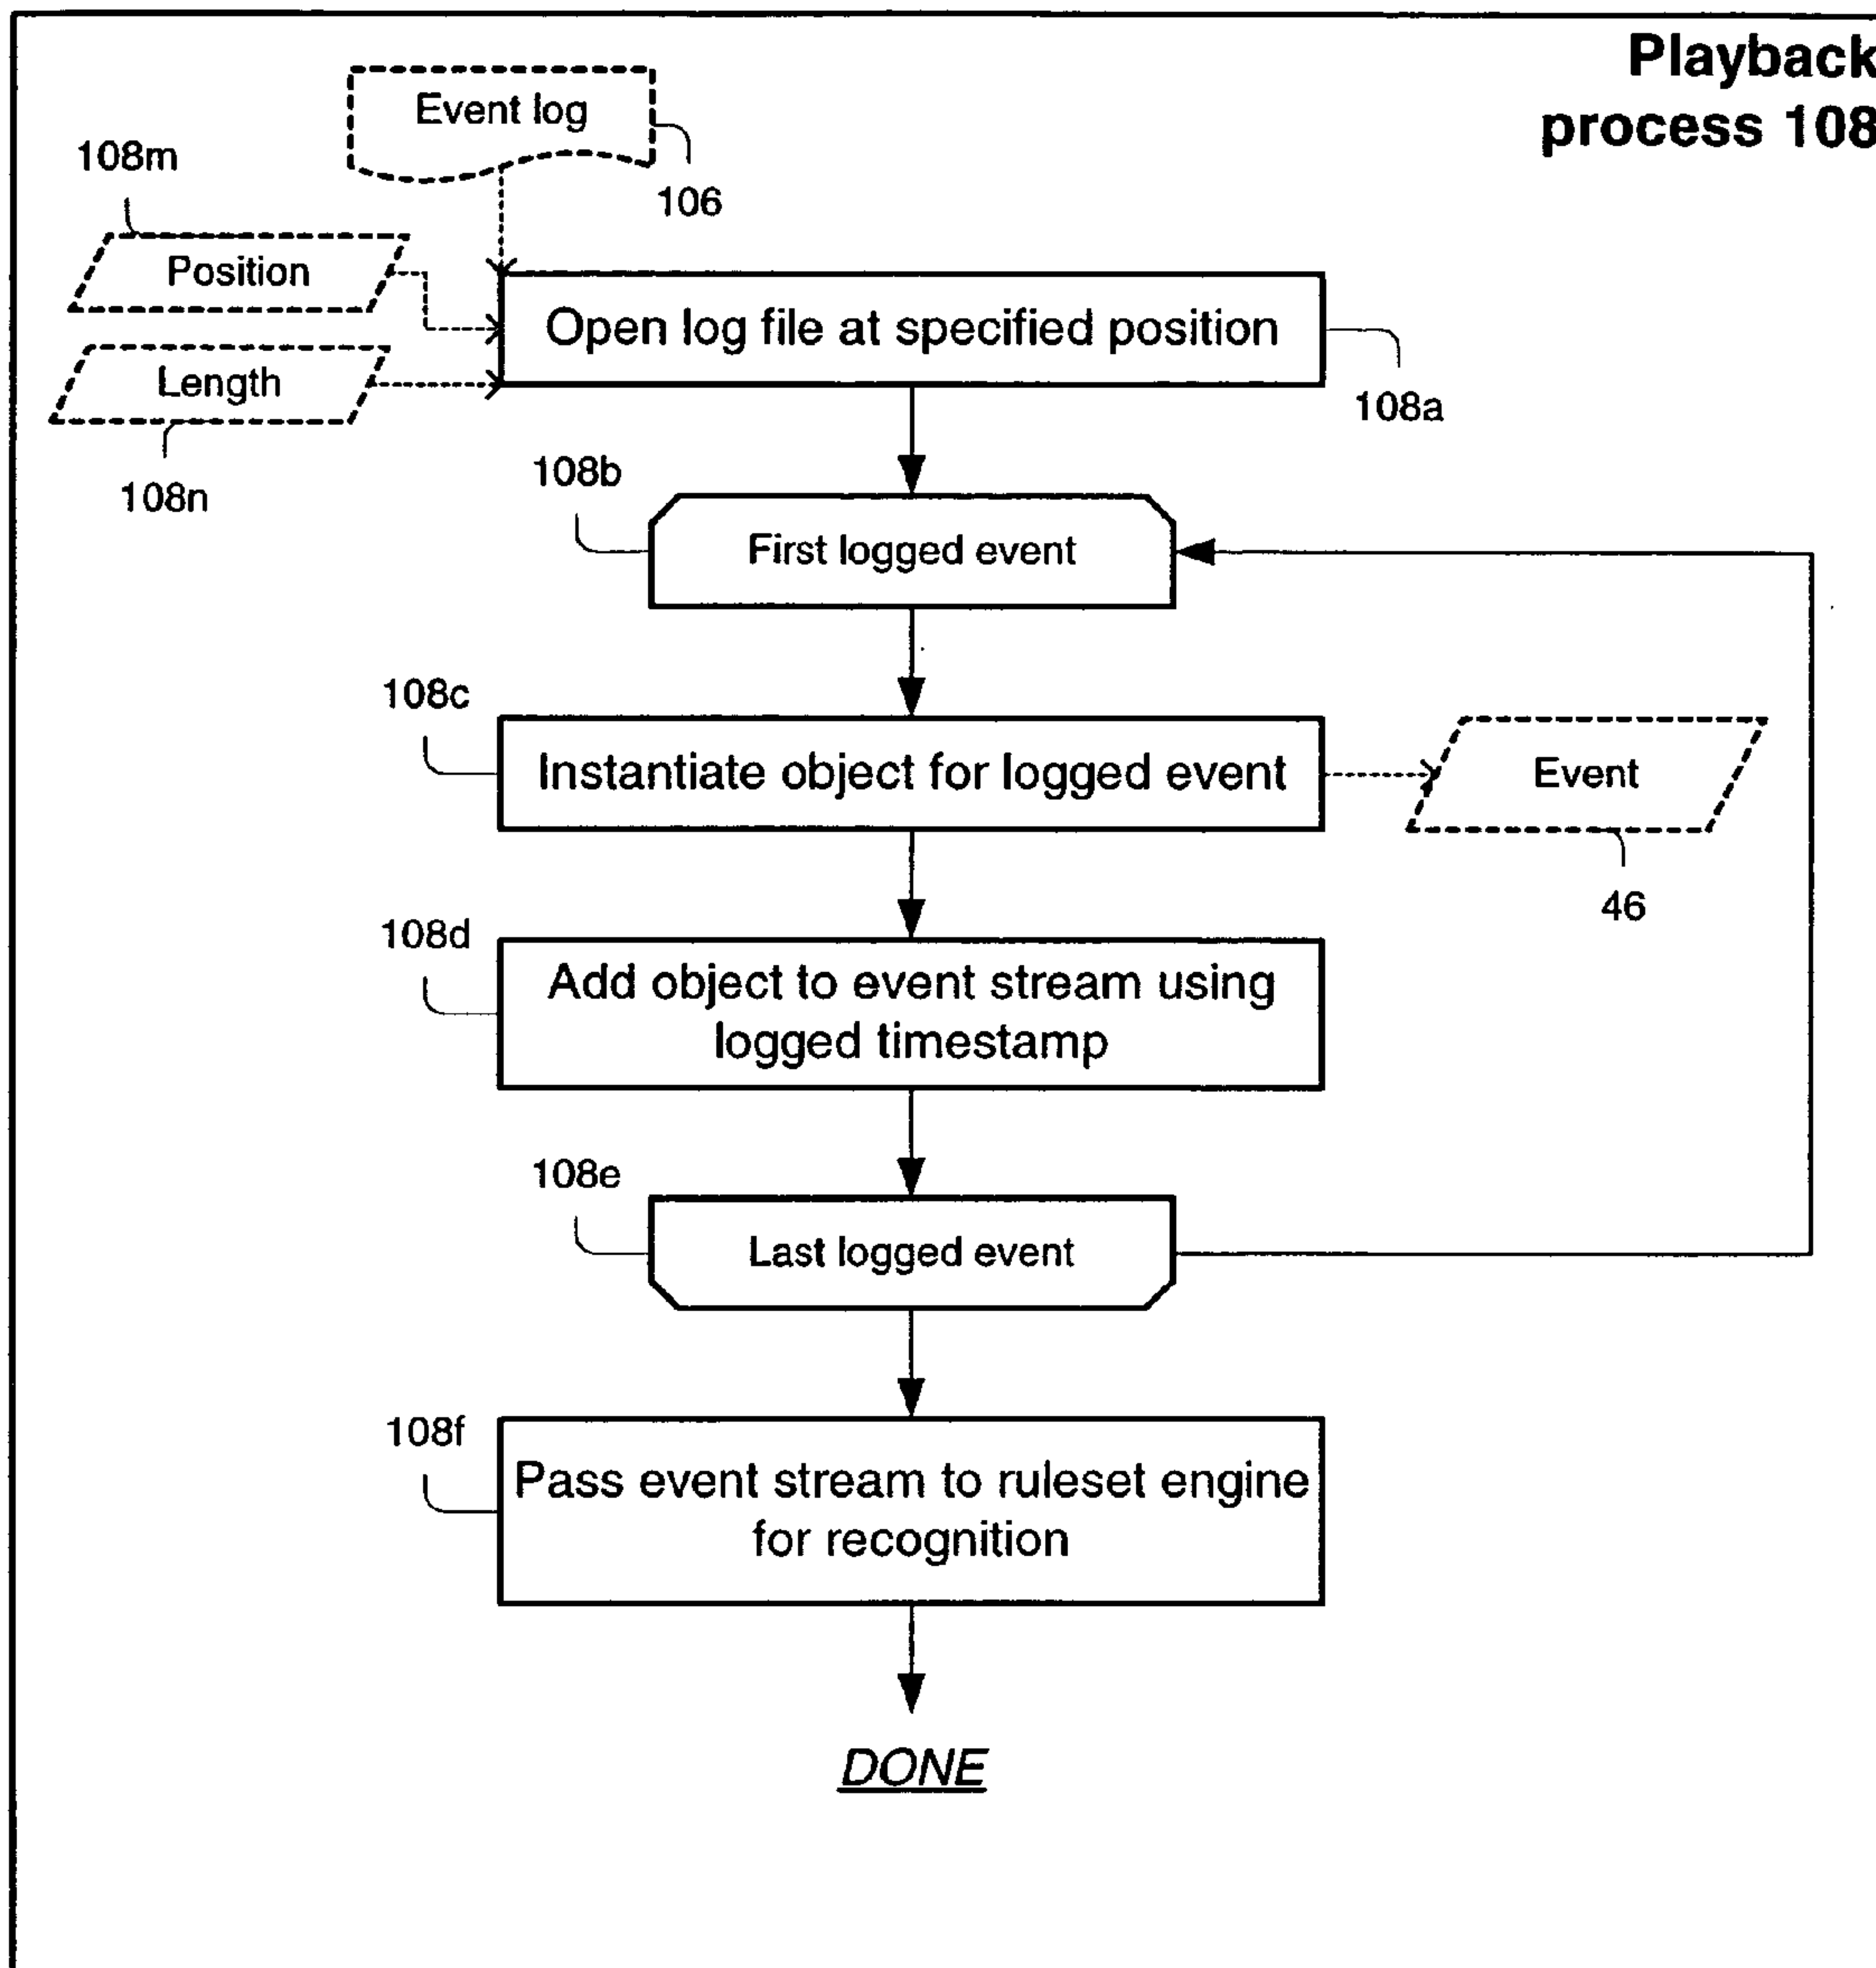 Playback
process 108
Event log
106
108m
Position
Open log file at specified position
108a
Length
108n
108b
First logged event
108c
Instantiate object for logged event
Event
46
108d
Add object to event stream using
logged timestamp
108e
Last logged event
108f
Pass event stream to ruleset engine
for recognition
DONE